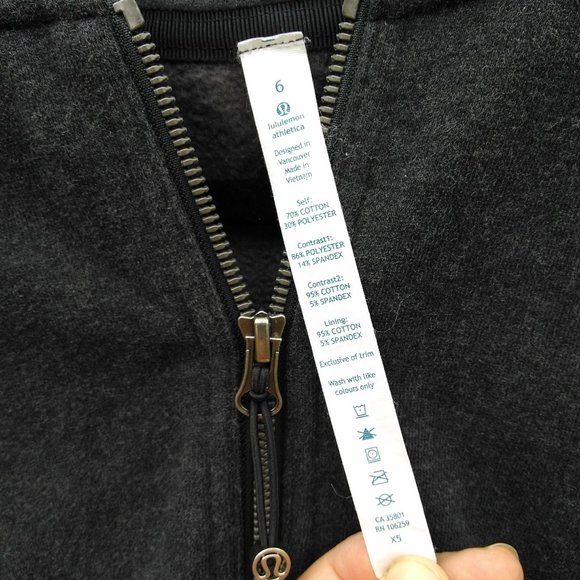 6
lululemon
athletica
Designed in
Vancouver
Made in
Vietnam
Self:
70% COTTON
30% POLYESTER
Contrast1:
86% POLYESTER
14% SPANDEX
Contrast2:
95% COTTON
5% SPANDEX
Lining:
95% COTTON
5% SPANDEX
Exclusive of trim
Wash with like
colours only
CA 35801
RN 106259
X5